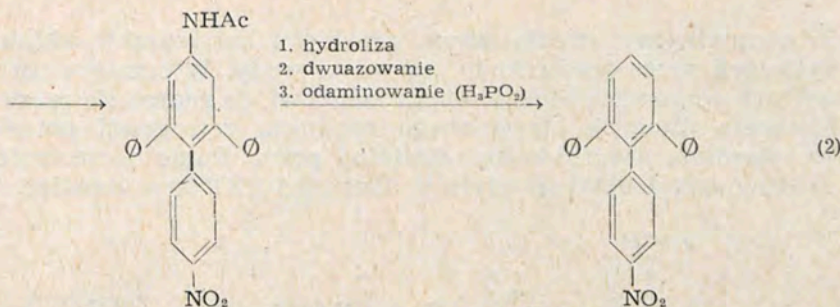 NHAc
1. hydroliza
2. dwuazowanie
3. odaminowanie (H₃PO₂)
Ø Ø Ø Ø (2)
NO₂ NO₂